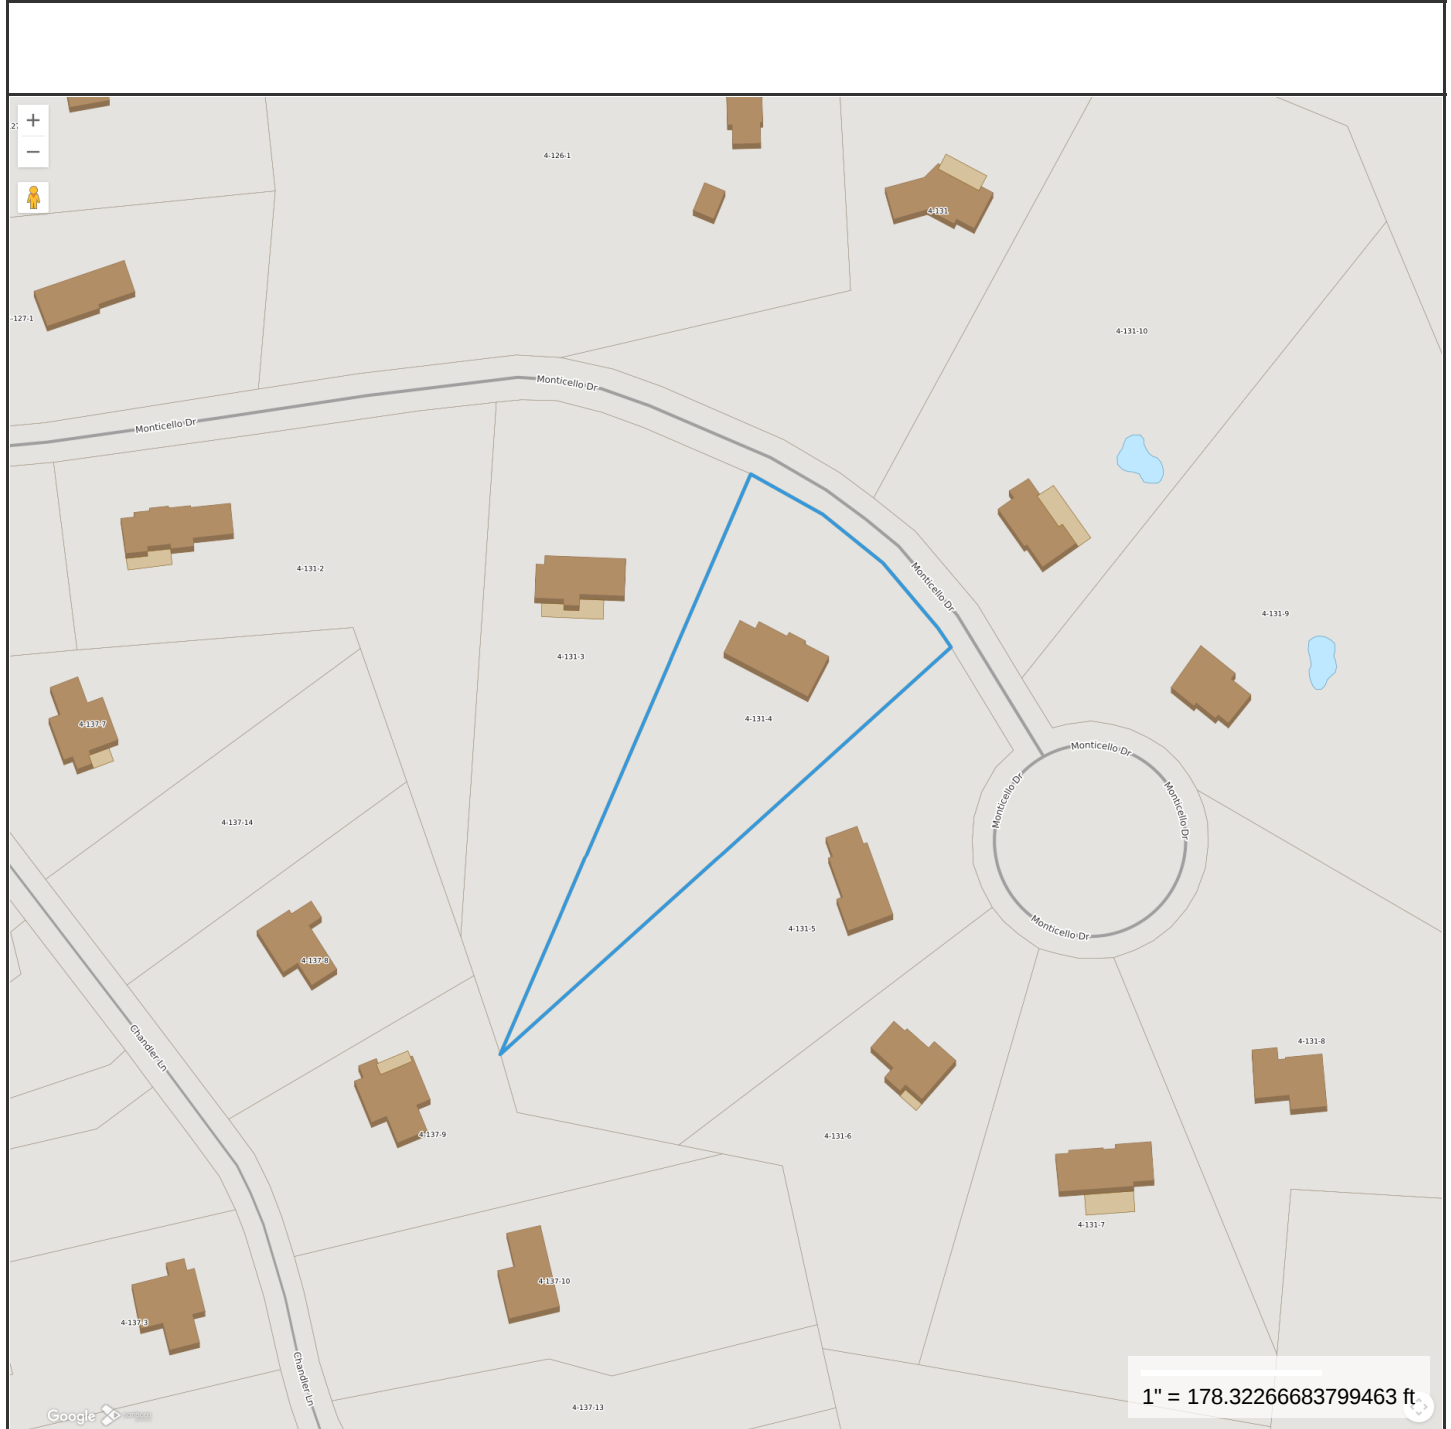 +
4-126-1
−
4-131
-127-1
4-131-10
Monticello Dr
Monticello Dr
4-131-2
Monticello Dr
4-131-9
4-131-3
4-131-4
4-137-7
Monticello Dr
Monticello Dr
Monticello Dr
4-137-14
4-131-5
Monticello Dr
4-137-8
Chandler Ln
4-131-8
4-137-9
4-131-6
4-131-7
4-137-10
4-137-3
Chandler Ln
1" = 178.32266683799463 ft
4-137-13
Google